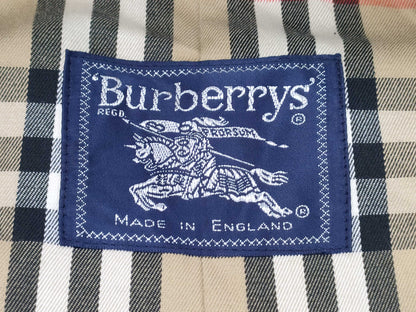 'Burberrys'
REGD ®
PRORSUM
®
MADE IN ENGLAND